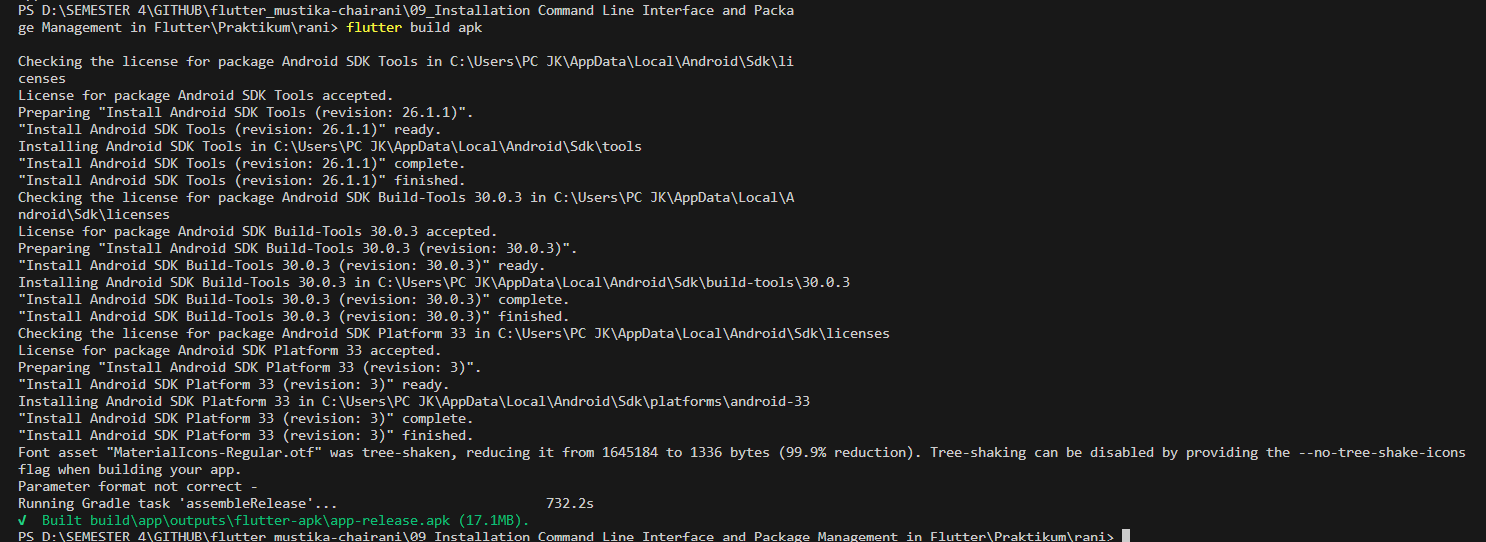 PS D:\SEMESTER 4\GITHUB\flutter_mustika-chairani\09_Installation Command Line Interface and Packa
ge Management in Flutter\Praktikum\rani> flutter build apk
Checking the license for package Android SDK Tools in C:\Users\PC JK\AppData\Local\Android\Sdk\li
censes
License for package Android SDK Tools accepted.
Preparing "Install Android SDK Tools (revision: 26.1.1)".
"Install Android SDK Tools (revision: 26.1.1)" ready.
Installing Android SDK Tools in C:\Users\PC JK\AppData\Local\Android\Sdk\tools
"Install Android SDK Tools (revision: 26.1.1)" complete.
"Install Android SDK Tools (revision: 26.1.1)" finished.
Checking the license for package Android SDK Build-Tools 30.0.3 in C:\Users\PC JK\AppData\Local\A
ndroid\Sdk\licenses
License for package Android SDK Build-Tools 30.0.3 accepted.
Preparing "Install Android SDK Build-Tools 30.0.3 (revision: 30.0.3)".
"Install Android SDK Build-Tools 30.0.3 (revision: 30.0.3)" ready.
Installing Android SDK Build-Tools 30.0.3 in C:\Users\PC JK\AppData\Local\Android\Sdk\build-tools\30.0.3
"Install Android SDK Build-Tools 30.0.3 (revision: 30.0.3)" complete.
"Install Android SDK Build-Tools 30.0.3 (revision: 30.0.3)" finished.
Checking the license for package Android SDK Platform 33 in C:\Users\PC JK\AppData\Local\Android\Sdk\licenses
License for package Android SDK Platform 33 accepted.
Preparing "Install Android SDK Platform 33 (revision: 3)".
"Install Android SDK Platform 33 (revision: 3)" ready.
Installing Android SDK Platform 33 in C:\Users\PC JK\AppData\Local\Android\Sdk\platforms\android-33
"Install Android SDK Platform 33 (revision: 3)" complete.
"Install Android SDK Platform 33 (revision: 3)" finished.
Font asset "MaterialIcons-Regular.otf" was tree-shaken, reducing it from 1645184 to 1336 bytes (99.9% reduction). Tree-shaking can be disabled by providing the --no-tree-shake-icons
flag when building your app.
Parameter format not correct -
Running Gradle task 'assembleRelease'... 732.2s
√ Built build\app\outputs\flutter-apk\app-release.apk (17.1MB).
PS D:\SEMESTER 4\GITHUB\flutter_mustika-chairani\09_Installation Command Line Interface and Package Management in Flutter\Praktikum\rani>